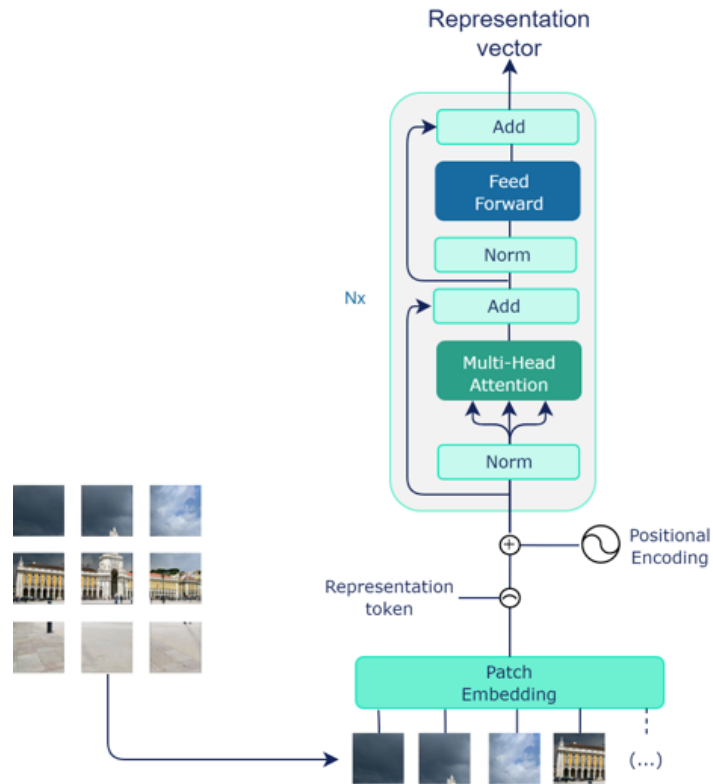 Representation
vector
Add
Feed
Forward
Norm
Nx
Add
Multi-Head
Attention
Norm
Positional
Encoding
Representation
token
Patch
Embedding
(...)